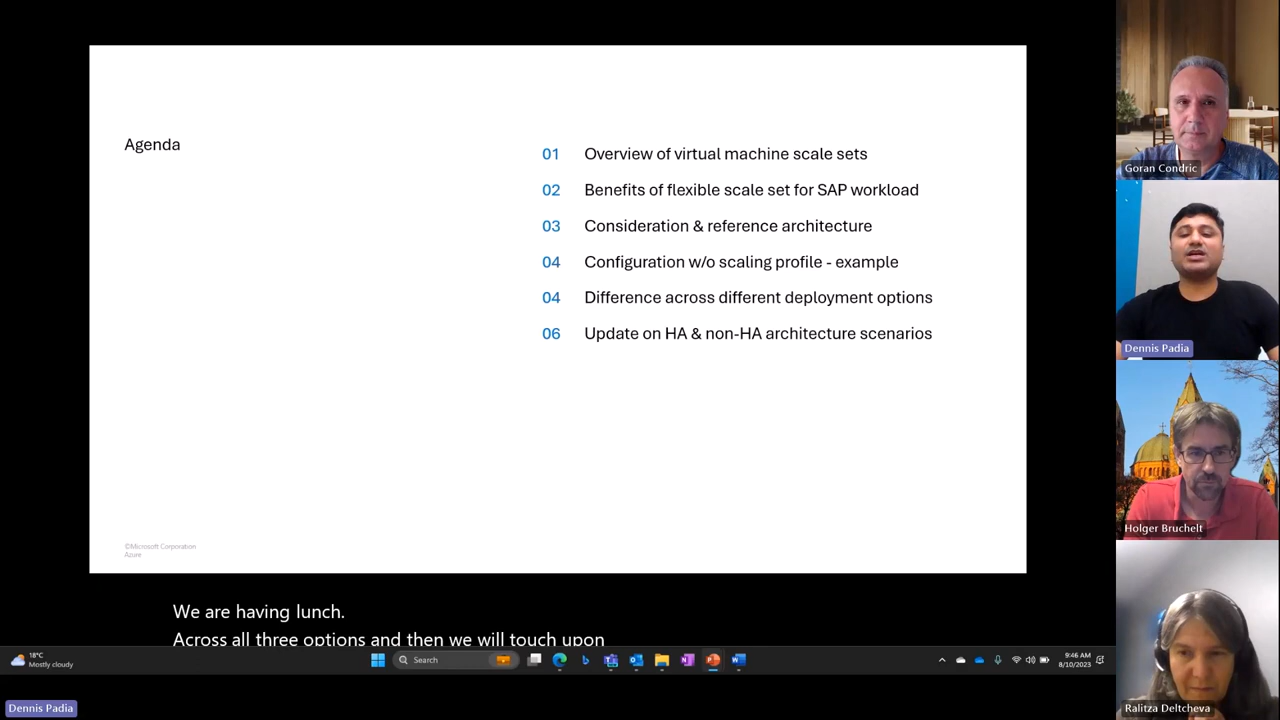 Agenda
01 Overview of virtual machine scale sets
02 Benefits of flexible scale set for SAP workload
03 Consideration & reference architecture
04 Configuration w/o scaling profile - example
04 Difference across different deployment options
06 Update on HA & non-HA architecture scenarios
©Microsoft Corporation
Azure
We are having lunch.
Across all three options and then we will touch upon
18°C
Mostly cloudy
Search
9:46 AM
8/10/2023
Dennis Padia
Goran Condric
Dennis Padia
Holger Bruchelt
Ralitza Deltcheva